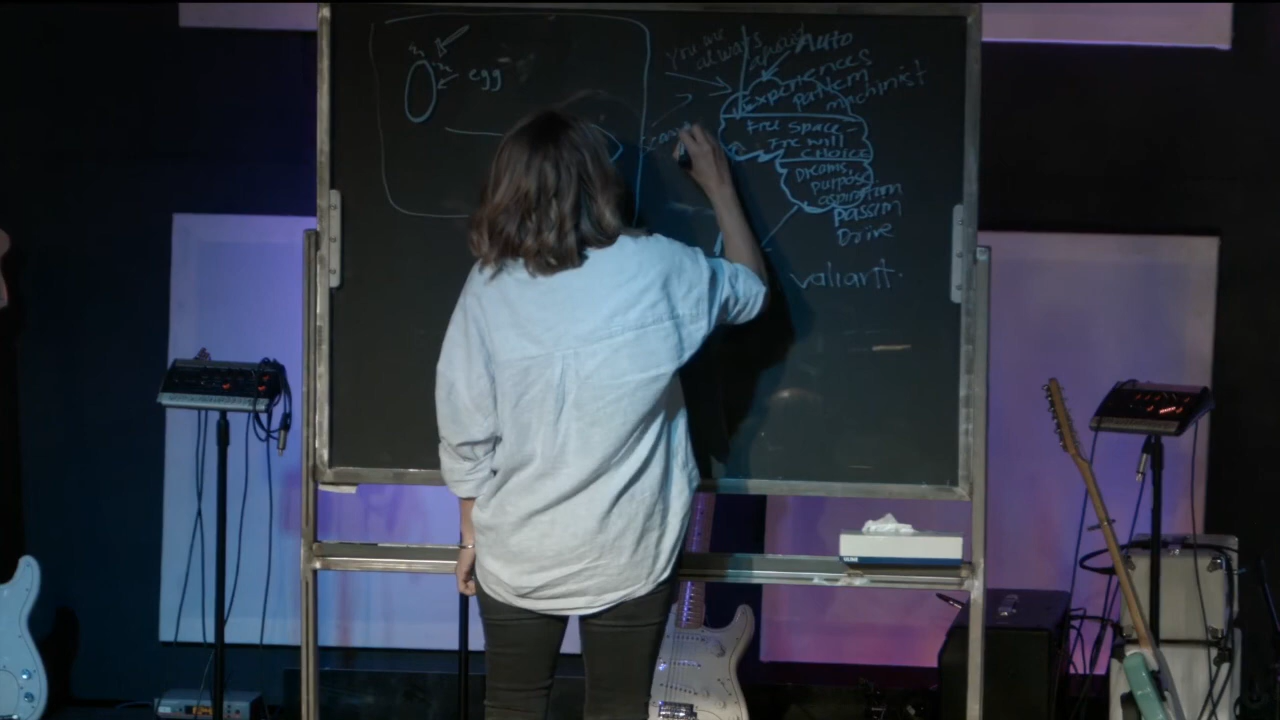 egg
you are
always
Auto
experiences
pattern
machinist
Free Space -
Free will
CHOICE
Dreams,
purpose
aspiration
passion
Drive
valiant.